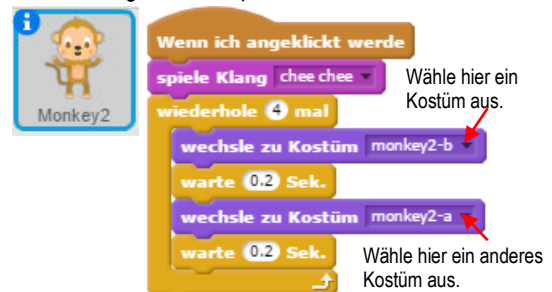 Wenn ich angeklickt werde
spiele Klang chee chee
Wähle hier ein
Kostüm aus.
Monkey2
wiederhole 4 mal
wechsle zu Kostüm monkey2-b
warte 0.2 Sek.
wechsle zu Kostüm monkey2-a
warte 0.2 Sek.
Wähle hier ein anderes
Kostüm aus.